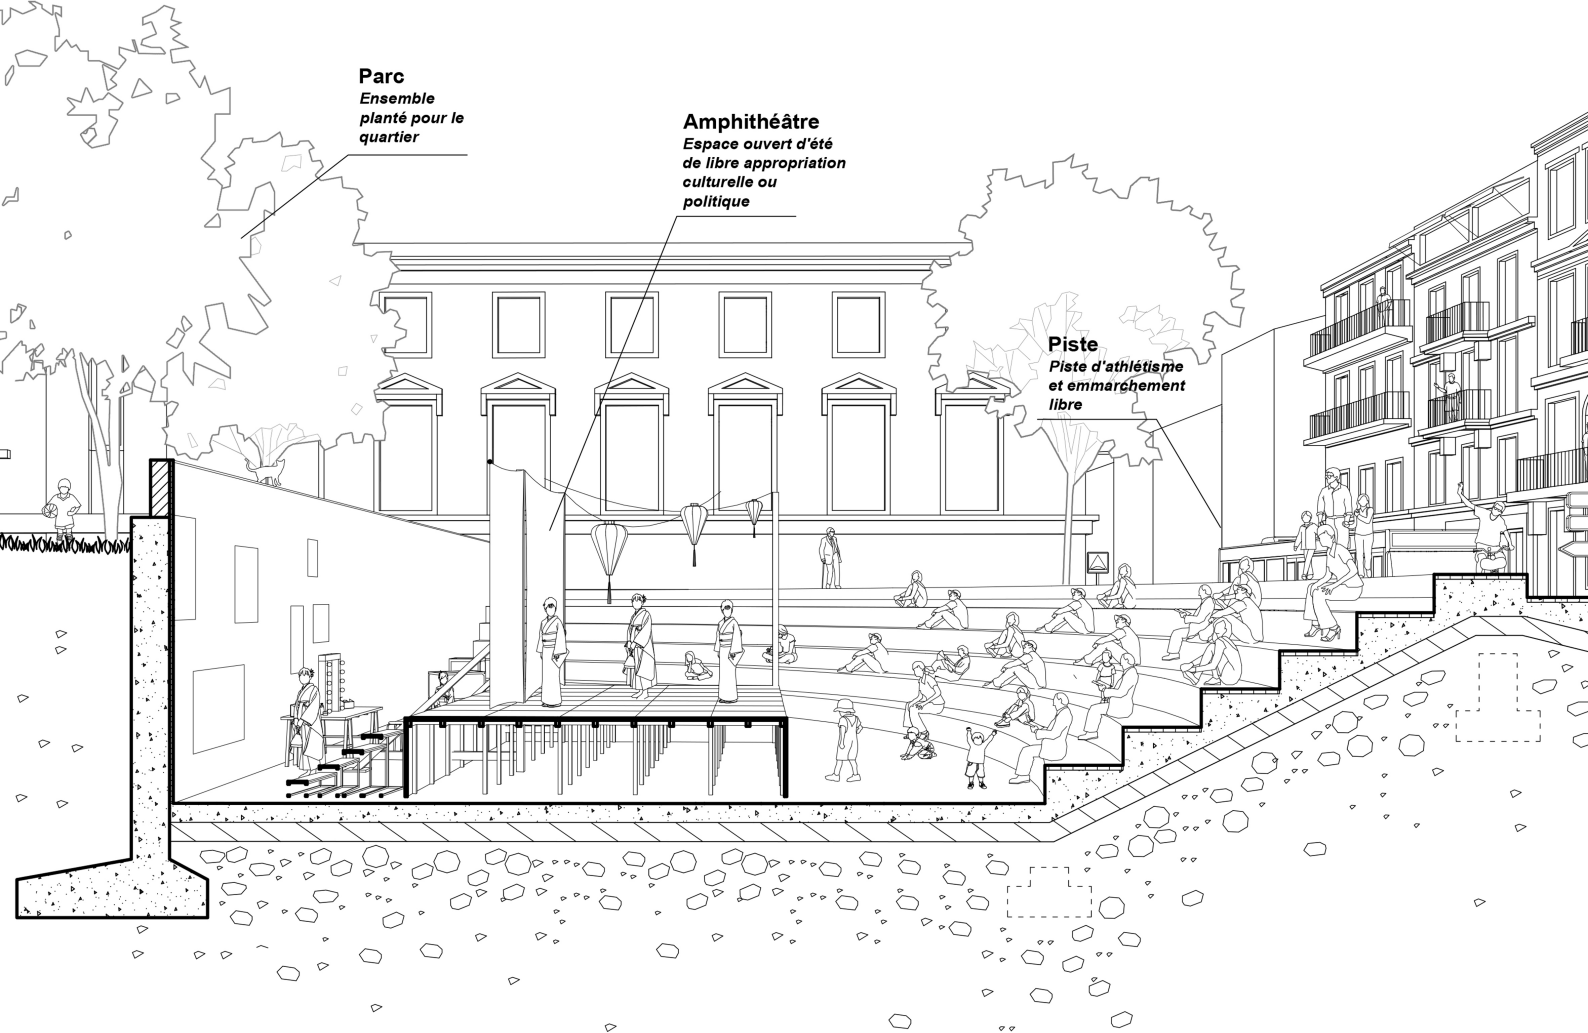 Parc
Ensemble
planté pour le
quartier
Amphithéâtre
Espace ouvert d'été
de libre appropriation
culturelle ou
politique
Piste
Piste d'athlétisme
et emmarchement
libre